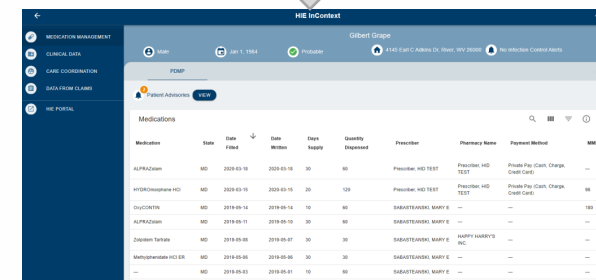 HIE InContext
MEDICATION MANAGEMENT
CLINICAL DATA
CARE COORDINATION
DATA FROM CLAIMS
HIE PORTAL
Gilbert Grape
Male
Jan 1, 1984
Probable
4145 Earl C Adkins Dr, River, WV 26000
No Infection Control Alerts
PDMP
2
Patient Advisories
VIEW
Medications
Medication State Date Filled Date Written Days Supply Quantity Dispensed Prescriber Pharmacy Name Payment Method MM
ALPRAZolam MD 2020-03-18 2020-03-18 30 60 Prescriber, HID TEST Prescriber, HID TEST Private Pay (Cash, Charge, Credit Card) —
HYDROmorphone HCl MD 2020-03-15 2020-03-15 20 120 Prescriber, HID TEST Prescriber, HID TEST Private Pay (Cash, Charge, Credit Card) 96
OxyCONTIN MD 2019-05-14 2019-05-14 10 60 SABASTEANSKI, MARY E — — 180
ALPRAZolam MD 2019-05-11 2019-05-10 30 60 SABASTEANSKI, MARY E — — —
Zolpidem Tartrate MD 2019-05-08 2019-05-07 30 30 SABASTEANSKI, MARY E HAPPY HARRY'S INC. — —
Methylphenidate HCl ER MD 2019-05-06 2019-05-06 30 30 SABASTEANSKI, MARY E — — —
— MD 2019-05-03 2019-05-01 10 60 SABASTEANSKI, MARY E — — —